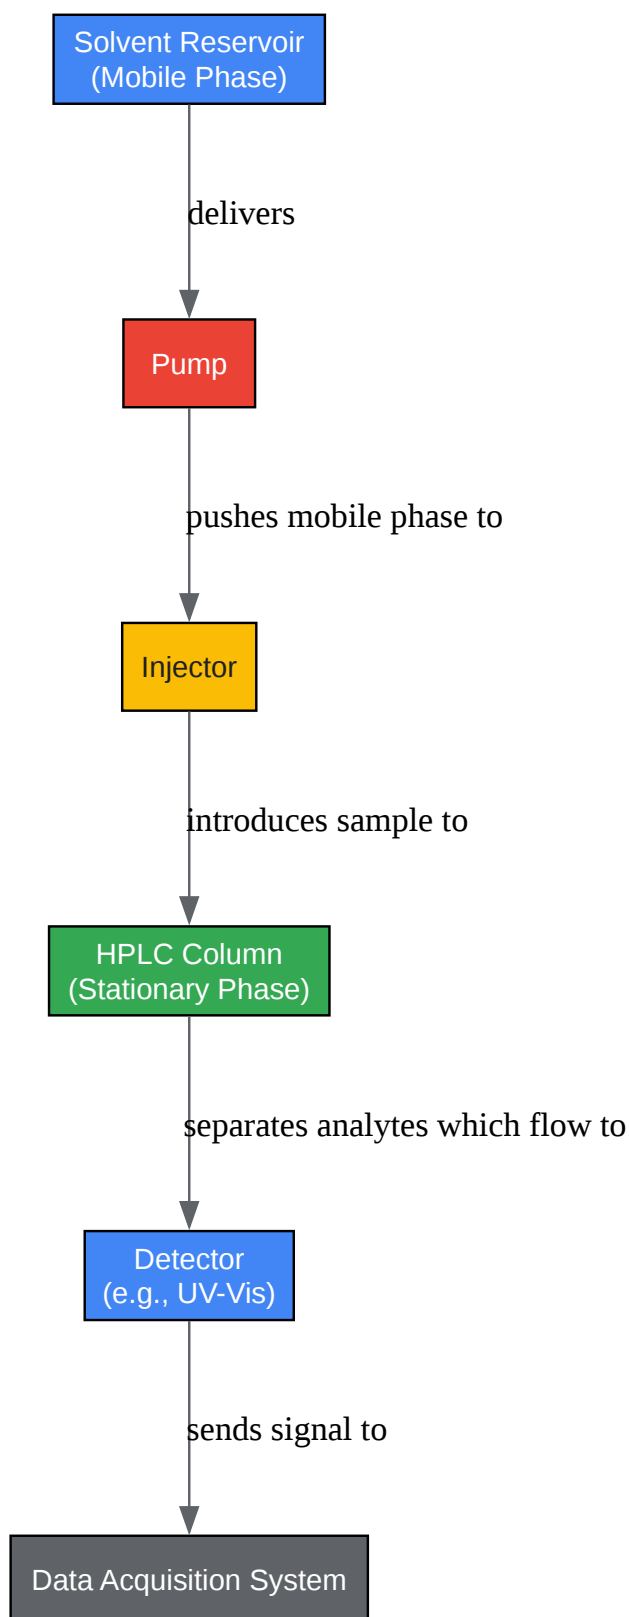 Solvent Reservoir
(Mobile Phase)
delivers
Pump
pushes mobile phase to
Injector
introduces sample to
HPLC Column
(Stationary Phase)
separates analytes which flow to
Detector
(e.g., UV-Vis)
sends signal to
Data Acquisition System